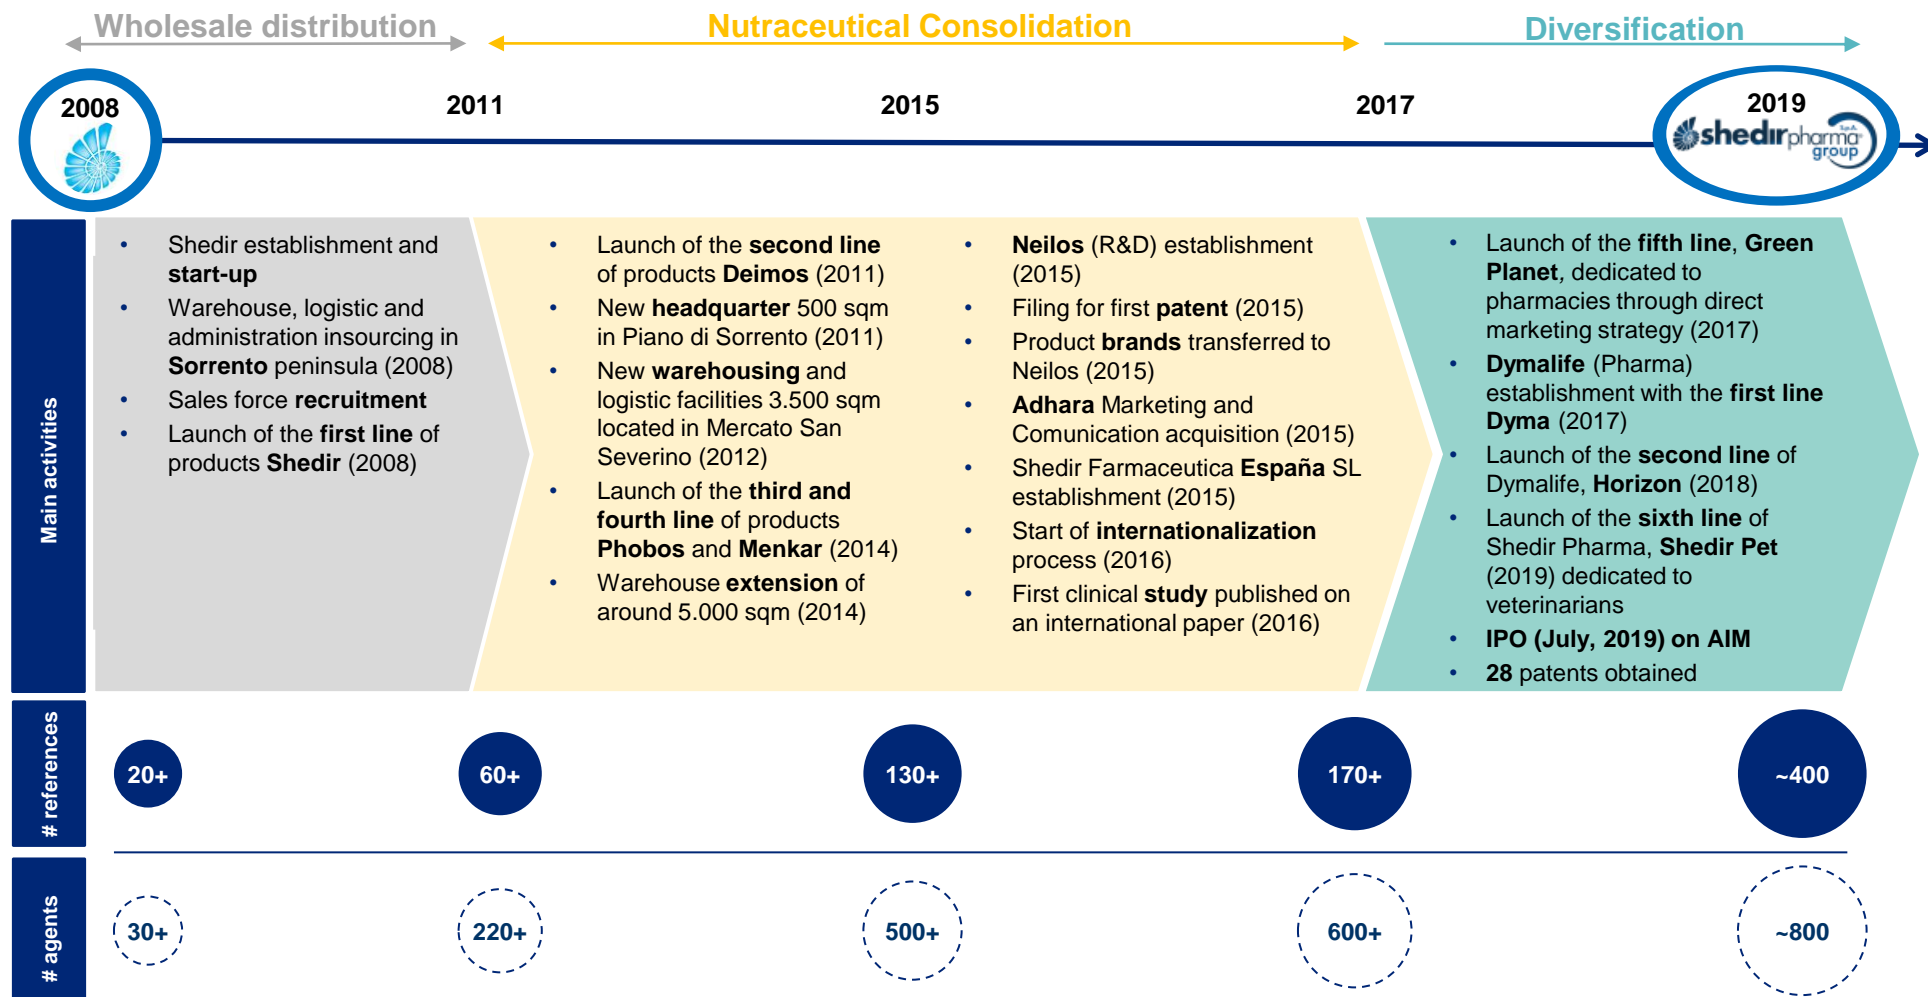 Wholesale distribution
Nutraceutical Consolidation
Diversification
2008
2011
2015
2017
2019
shedirpharma
S.p.A.
group
Main activities
• Shedir establishment and
start-up
• Warehouse, logistic and
administration insourcing in
Sorrento peninsula (2008)
• Sales force recruitment
• Launch of the first line of
products Shedir (2008)
• Launch of the second line
of products Deimos (2011)
• New headquarter 500 sqm
in Piano di Sorrento (2011)
• New warehousing and
logistic facilities 3.500 sqm
located in Mercato San
Severino (2012)
• Launch of the third and
fourth line of products
Phobos and Menkar (2014)
• Warehouse extension of
around 5.000 sqm (2014)
• Neilos (R&D) establishment
(2015)
• Filing for first patent (2015)
• Product brands transferred to
Neilos (2015)
• Adhara Marketing and
Comunication acquisition (2015)
• Shedir Farmaceutica España SL
establishment (2015)
• Start of internationalization
process (2016)
• First clinical study published on
an international paper (2016)
• Launch of the fifth line, Green
Planet, dedicated to
pharmacies through direct
marketing strategy (2017)
• Dymalife (Pharma)
establishment with the first line
Dyma (2017)
• Launch of the second line of
Dymalife, Horizon (2018)
• Launch of the sixth line of
Shedir Pharma, Shedir Pet
(2019) dedicated to
veterinarians
• IPO (July, 2019) on AIM
• 28 patents obtained
# references
20+
60+
130+
170+
~400
# agents
30+
220+
500+
600+
~800